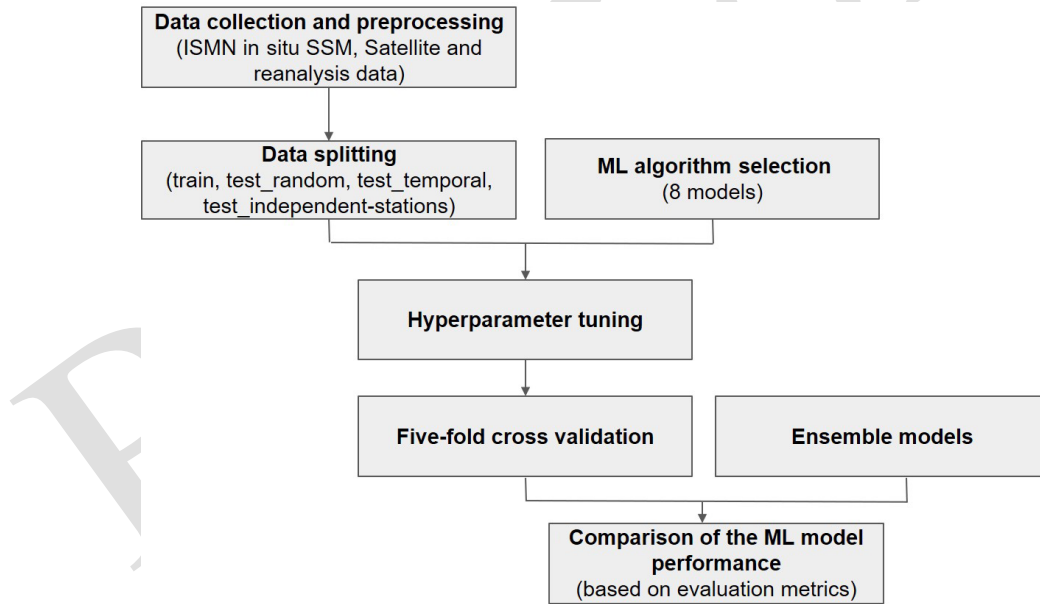 Data collection and preprocessing
(ISMN in situ SSM, Satellite and
reanalysis data)
Data splitting
(train, test_random, test_temporal,
test_independent-stations)
ML algorithm selection
(8 models)
Hyperparameter tuning
Five-fold cross validation
Ensemble models
Comparison of the ML model
performance
(based on evaluation metrics)